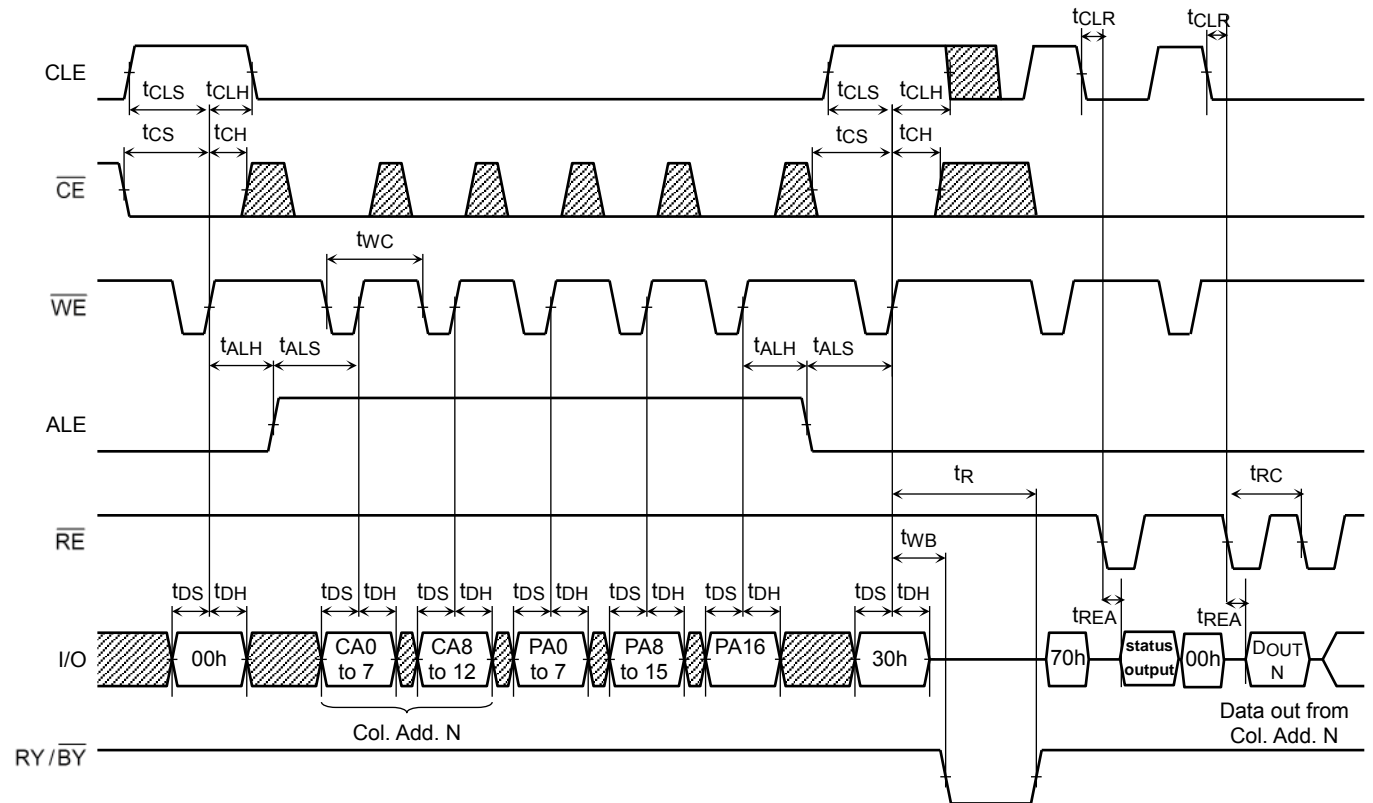 tCLR
tCLR
CLE
tCLS
tCLH
tCLS
tCLH
tCS
tCH
tCS
tCH
CE
tWC
WE
tALH
tALS
tALH
tALS
ALE
tR
tRC
RE
tWB
tDS
tDH
tDS
tDH
tDS
tDH
tDS
tDH
tDS
tDH
tDS
tDH
tDS
tDH
tREA
tREA
I/O
00h
CA0
to 7
CA8
to 12
PA0
to 7
PA8
to 15
PA16
30h
70h
status
output
00h
DOUT
N
Col. Add. N
Data out from
Col. Add. N
RY/BY